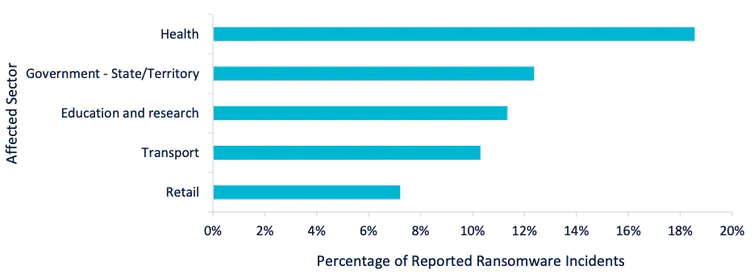 Affected Sector
Health
Government - State/Territory
Education and research
Transport
Retail
0% 2% 4% 6% 8% 10% 12% 14% 16% 18% 20%
Percentage of Reported Ransomware Incidents